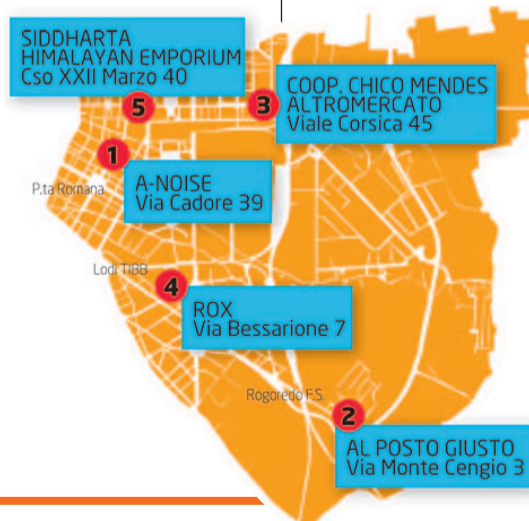 SIDDHARTA
HIMALAYAN EMPORIUM
Cso XXII Marzo 40
5
3
COOP. CHICO MENDES
ALTROMERCATO
Viale Corsica 45
1
A-NOISE
Via Cadore 39
P.ta Romana
Lodi TIBB
4
ROX
Via Bessarione 7
Rogoredo F.S.
2
AL POSTO GIUSTO
Via Monte Cengio 3